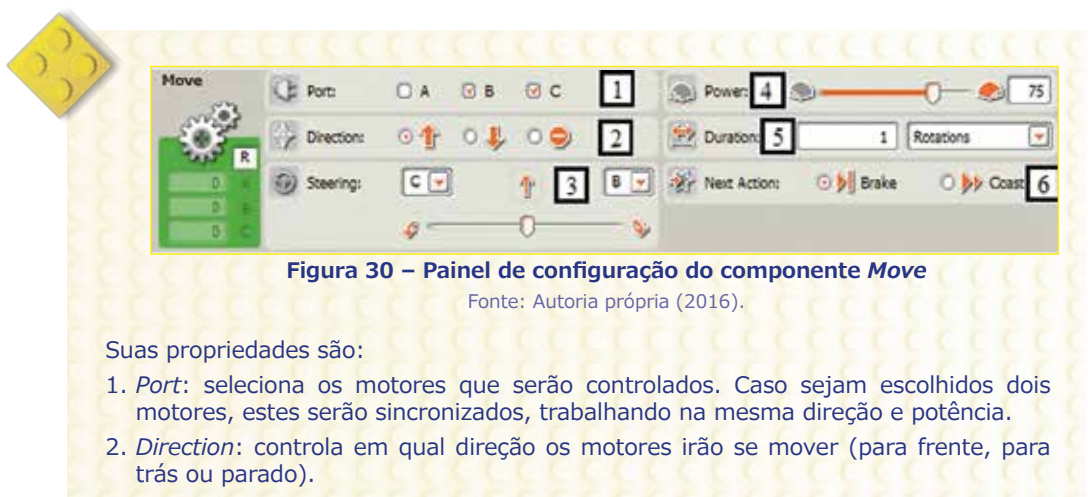 Move
Port: A B C 1
Power: 4 75
Direction: 2
Duration: 5 1 Rotations
R
Steering: C 3 B
Next Action: Brake Coast 6
0 A
0 B
0 C
Figura 30 – Painel de configuração do componente Move
Fonte: Autoria própria (2016).
Suas propriedades são:
1. Port: seleciona os motores que serão controlados. Caso sejam escolhidos dois
motores, estes serão sincronizados, trabalhando na mesma direção e potência.
2. Direction: controla em qual direção os motores irão se mover (para frente, para
trás ou parado).